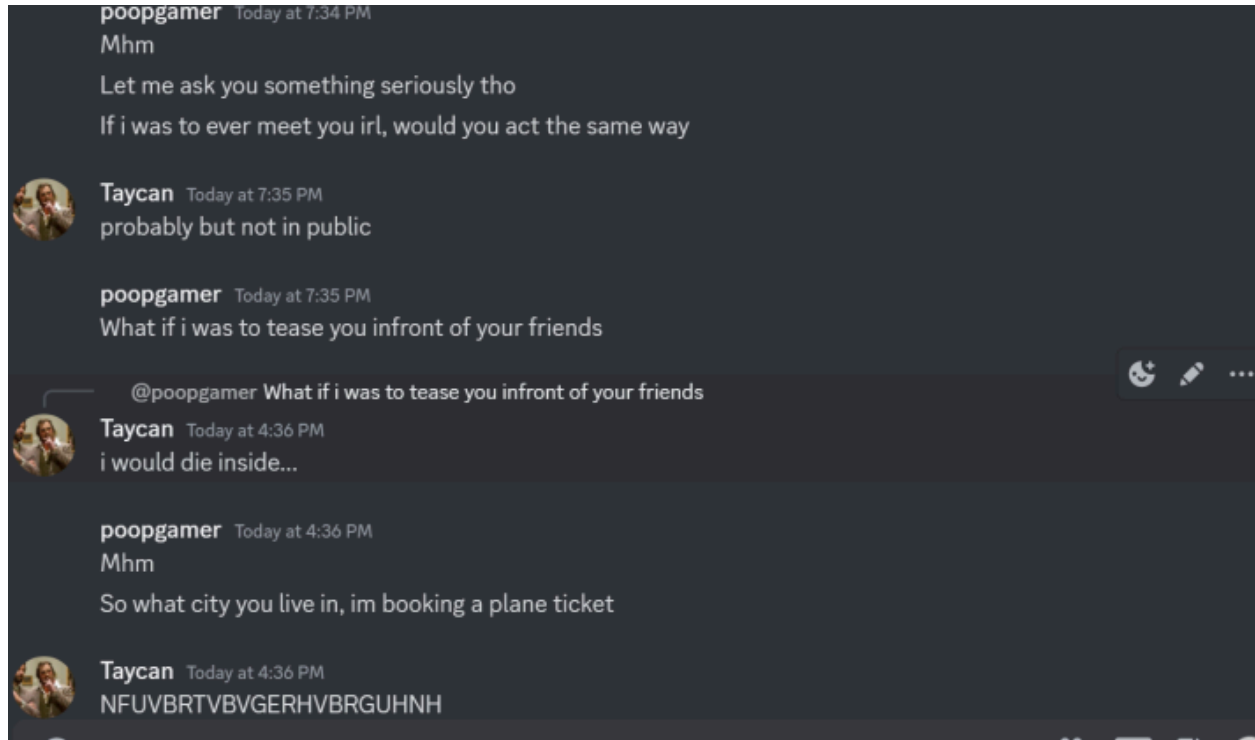 poopgamer Today at 7:34 PM
Mhm
Let me ask you something seriously tho
If i was to ever meet you irl, would you act the same way
Taycan Today at 7:35 PM
probably but not in public
poopgamer Today at 7:35 PM
What if i was to tease you infront of your friends
@poopgamer What if i was to tease you infront of your friends
Taycan Today at 4:36 PM
i would die inside...
poopgamer Today at 4:36 PM
Mhm
So what city you live in, im booking a plane ticket
Taycan Today at 4:36 PM
NFUVBRTVBVGERHVBRGUHNH